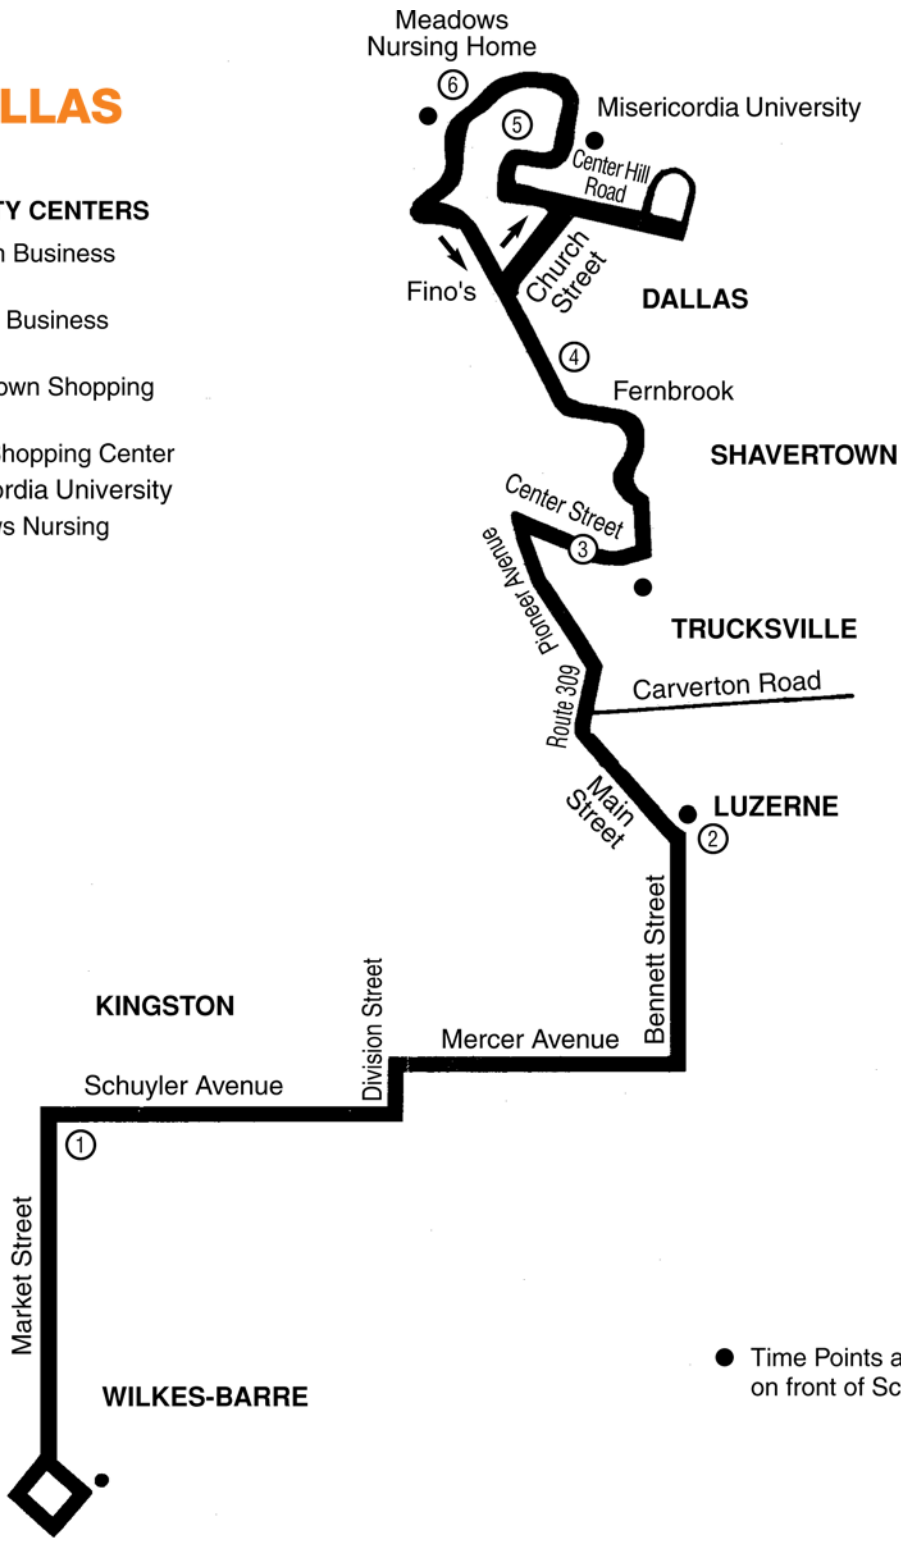 Meadows
Nursing Home
6
LLAS
Misericordia University
5
Center Hill
Road
TY CENTERS
n Business
Church
Street
Fino's
DALLAS
Business
4
own Shopping
Fernbrook
hopping Center
SHAVERTOWN
ordia University
Center Street
ws Nursing
3
Pioneer Avenue
TRUCKSVILLE
Carverton Road
Route 309
Main
Street
LUZERNE
2
Bennett Street
Division Street
KINGSTON
Mercer Avenue
Schuyler Avenue
1
Market Street
Time Points a
on front of Sc
WILKES-BARRE